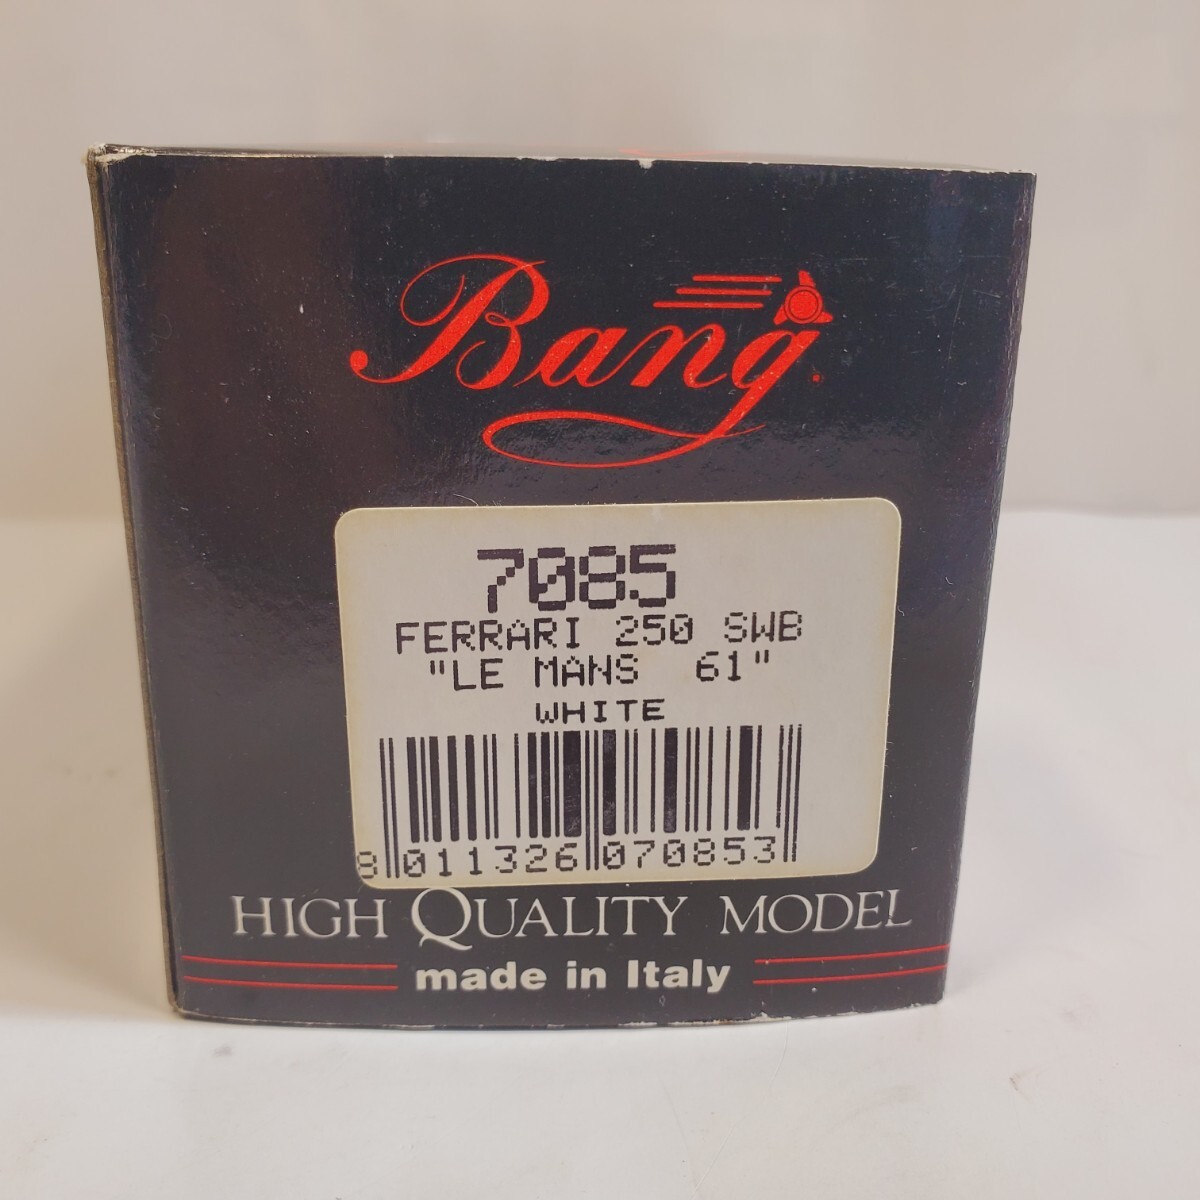 Bang.
7085
FERRARI 250 SWB
"LE MANS 61"
WHITE
8 011326 070853
HIGH QUALITY MODEL
made in Italy